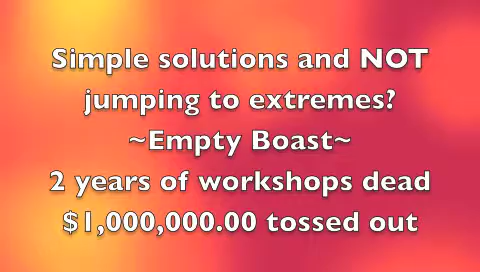 Simple solutions and NOT
jumping to extremes?
~Empty Boast~
2 years of workshops dead
$1,000,000.00 tossed out